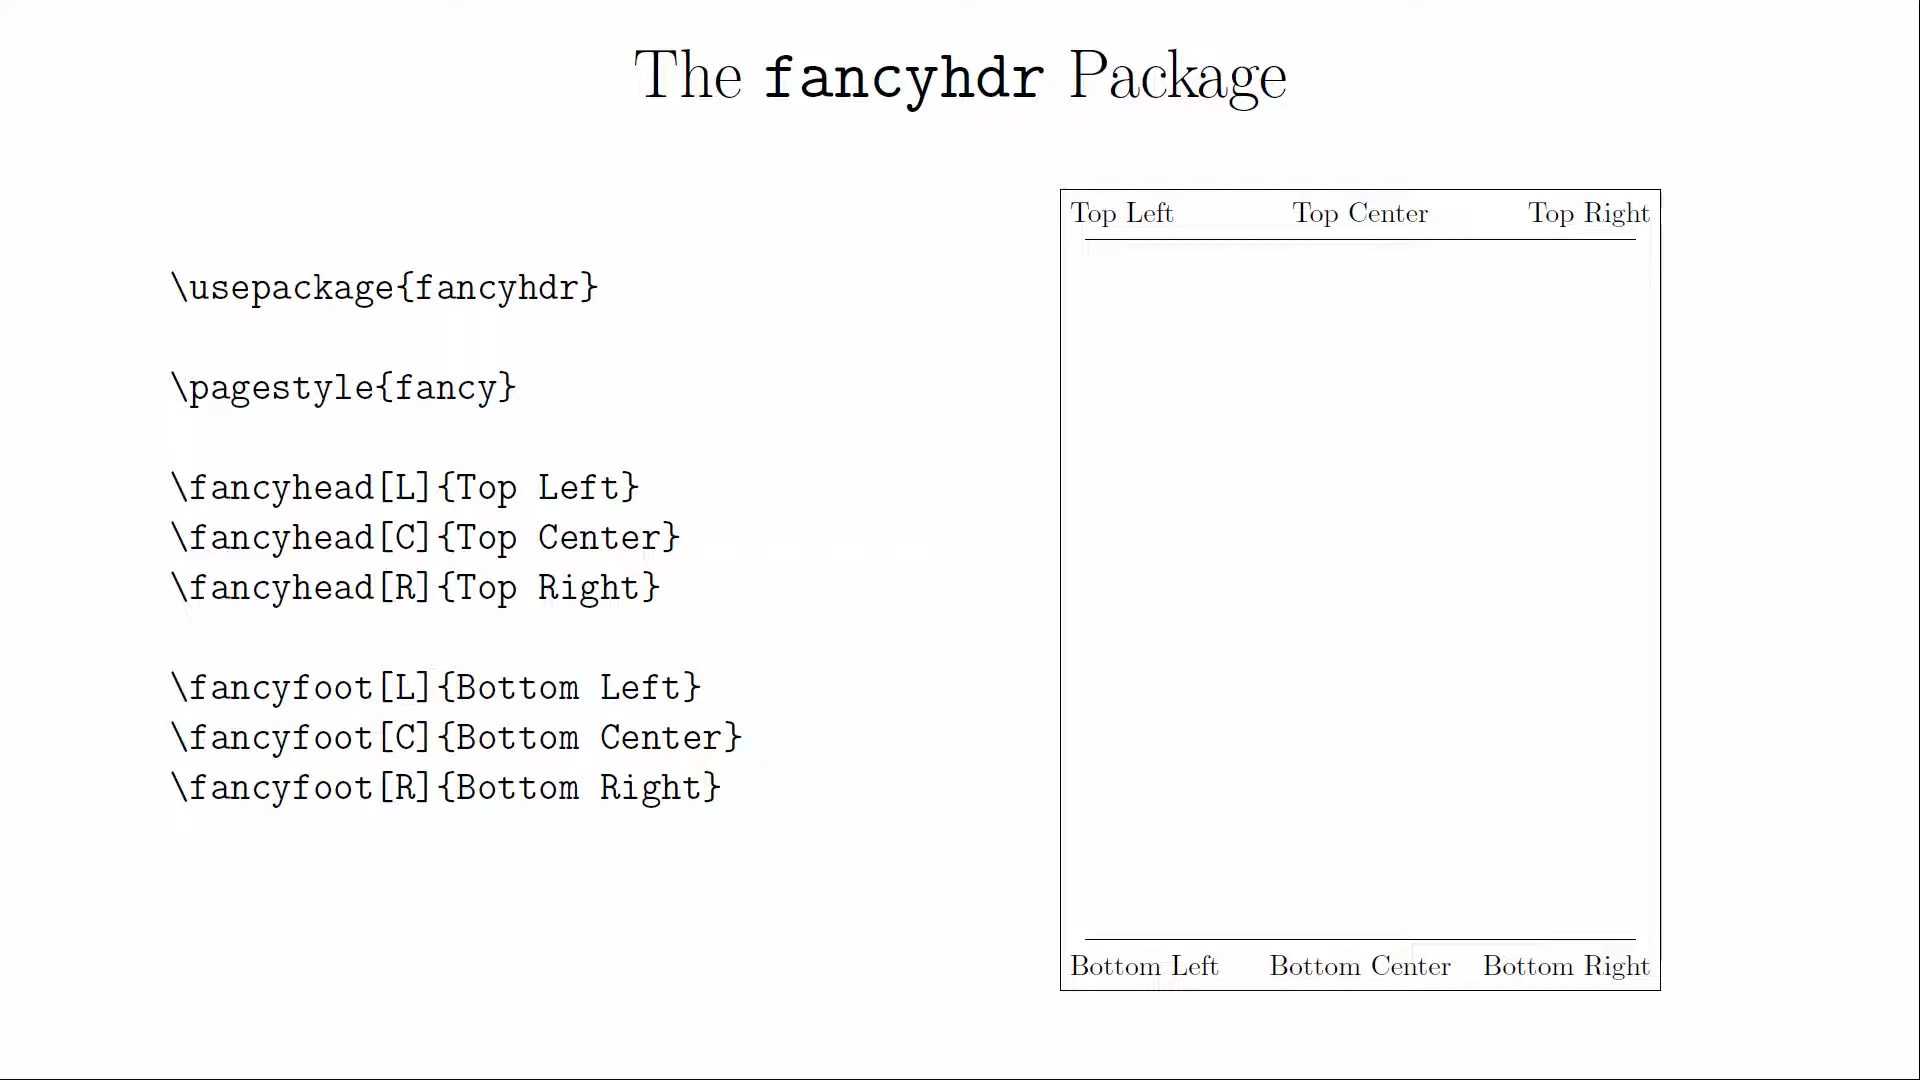 The fancyhdr Package
\usepackage{fancyhdr}
\pagestyle{fancy}
\fancyhead[L]{Top Left}
\fancyhead[C]{Top Center}
\fancyhead[R]{Top Right}
\fancyfoot[L]{Bottom Left}
\fancyfoot[C]{Bottom Center}
\fancyfoot[R]{Bottom Right}
Top Left Top Center Top Right
Bottom Left Bottom Center Bottom Right